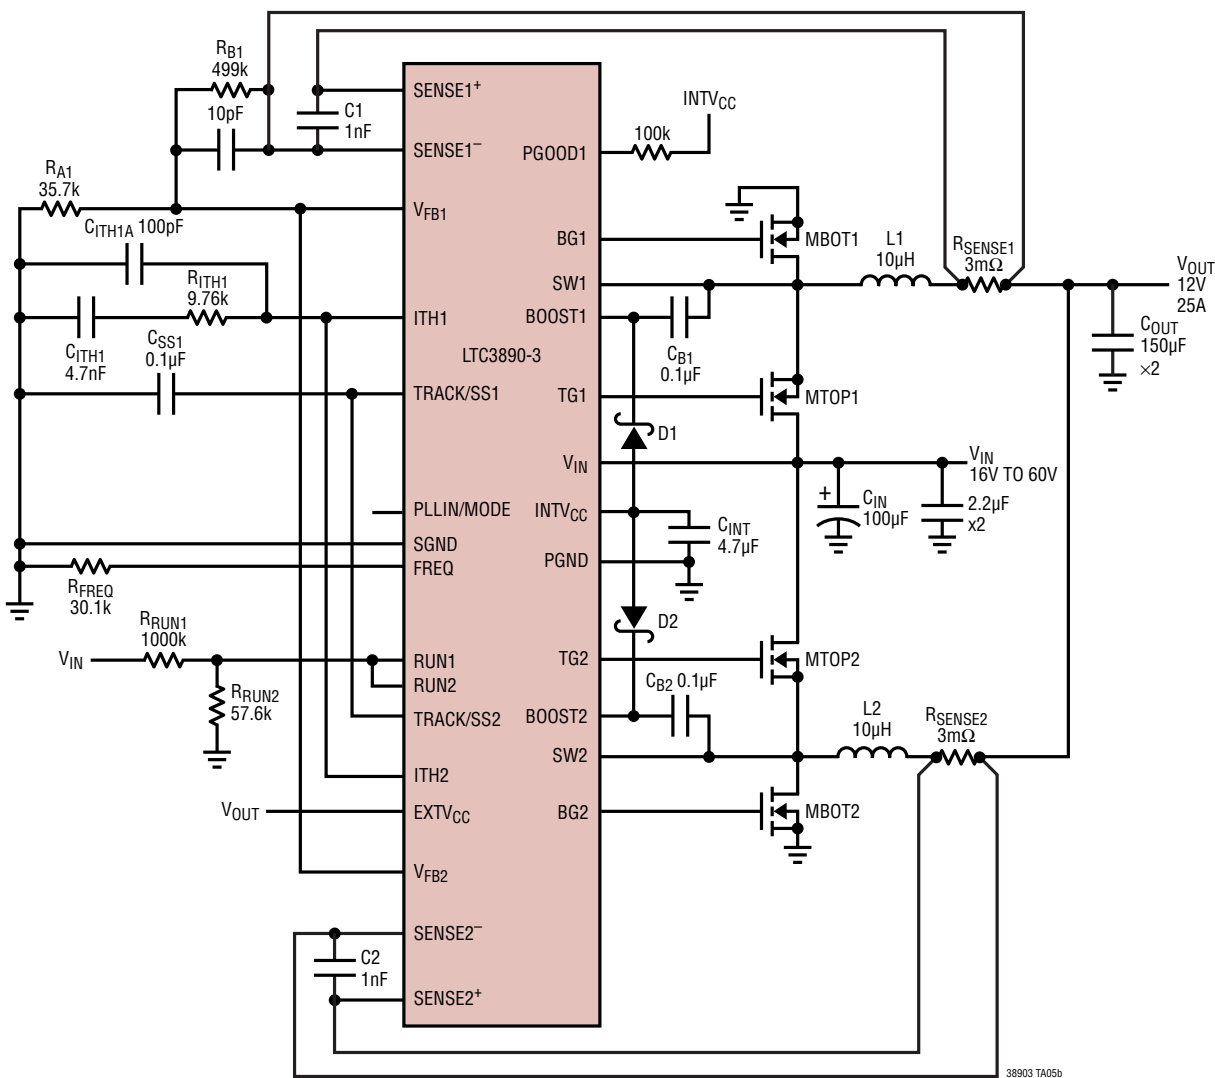 RB1
499k
10pF
C1
1nF
RA1
35.7k
CITH1A 100pF
RITH1
9.76k
CITH1
4.7nF
CSS1
0.1µF
RFREQ
30.1k
VIN
RRUN1
1000k
RRUN2
57.6k
VOUT
C2
1nF
SENSE1+
SENSE1–
VFB1
ITH1
LTC3890-3
TRACK/SS1
PLLIN/MODE
SGND
FREQ
RUN1
RUN2
TRACK/SS2
ITH2
EXTVCC
VFB2
SENSE2–
SENSE2+
PGOOD1
BG1
SW1
BOOST1
TG1
VIN
INTVCC
PGND
TG2
BOOST2
SW2
BG2
INTVCC
100k
MBOT1
L1
10µH
RSENSE1
3mΩ
VOUT
12V
25A
COUT
150µF
×2
CB1
0.1µF
MTOP1
D1
VIN
16V TO 60V
CIN
100µF
+
2.2µF
x2
CINT
4.7µF
D2
MTOP2
CB2 0.1µF
L2
10µH
RSENSE2
3mΩ
MBOT2
38903 TA05b